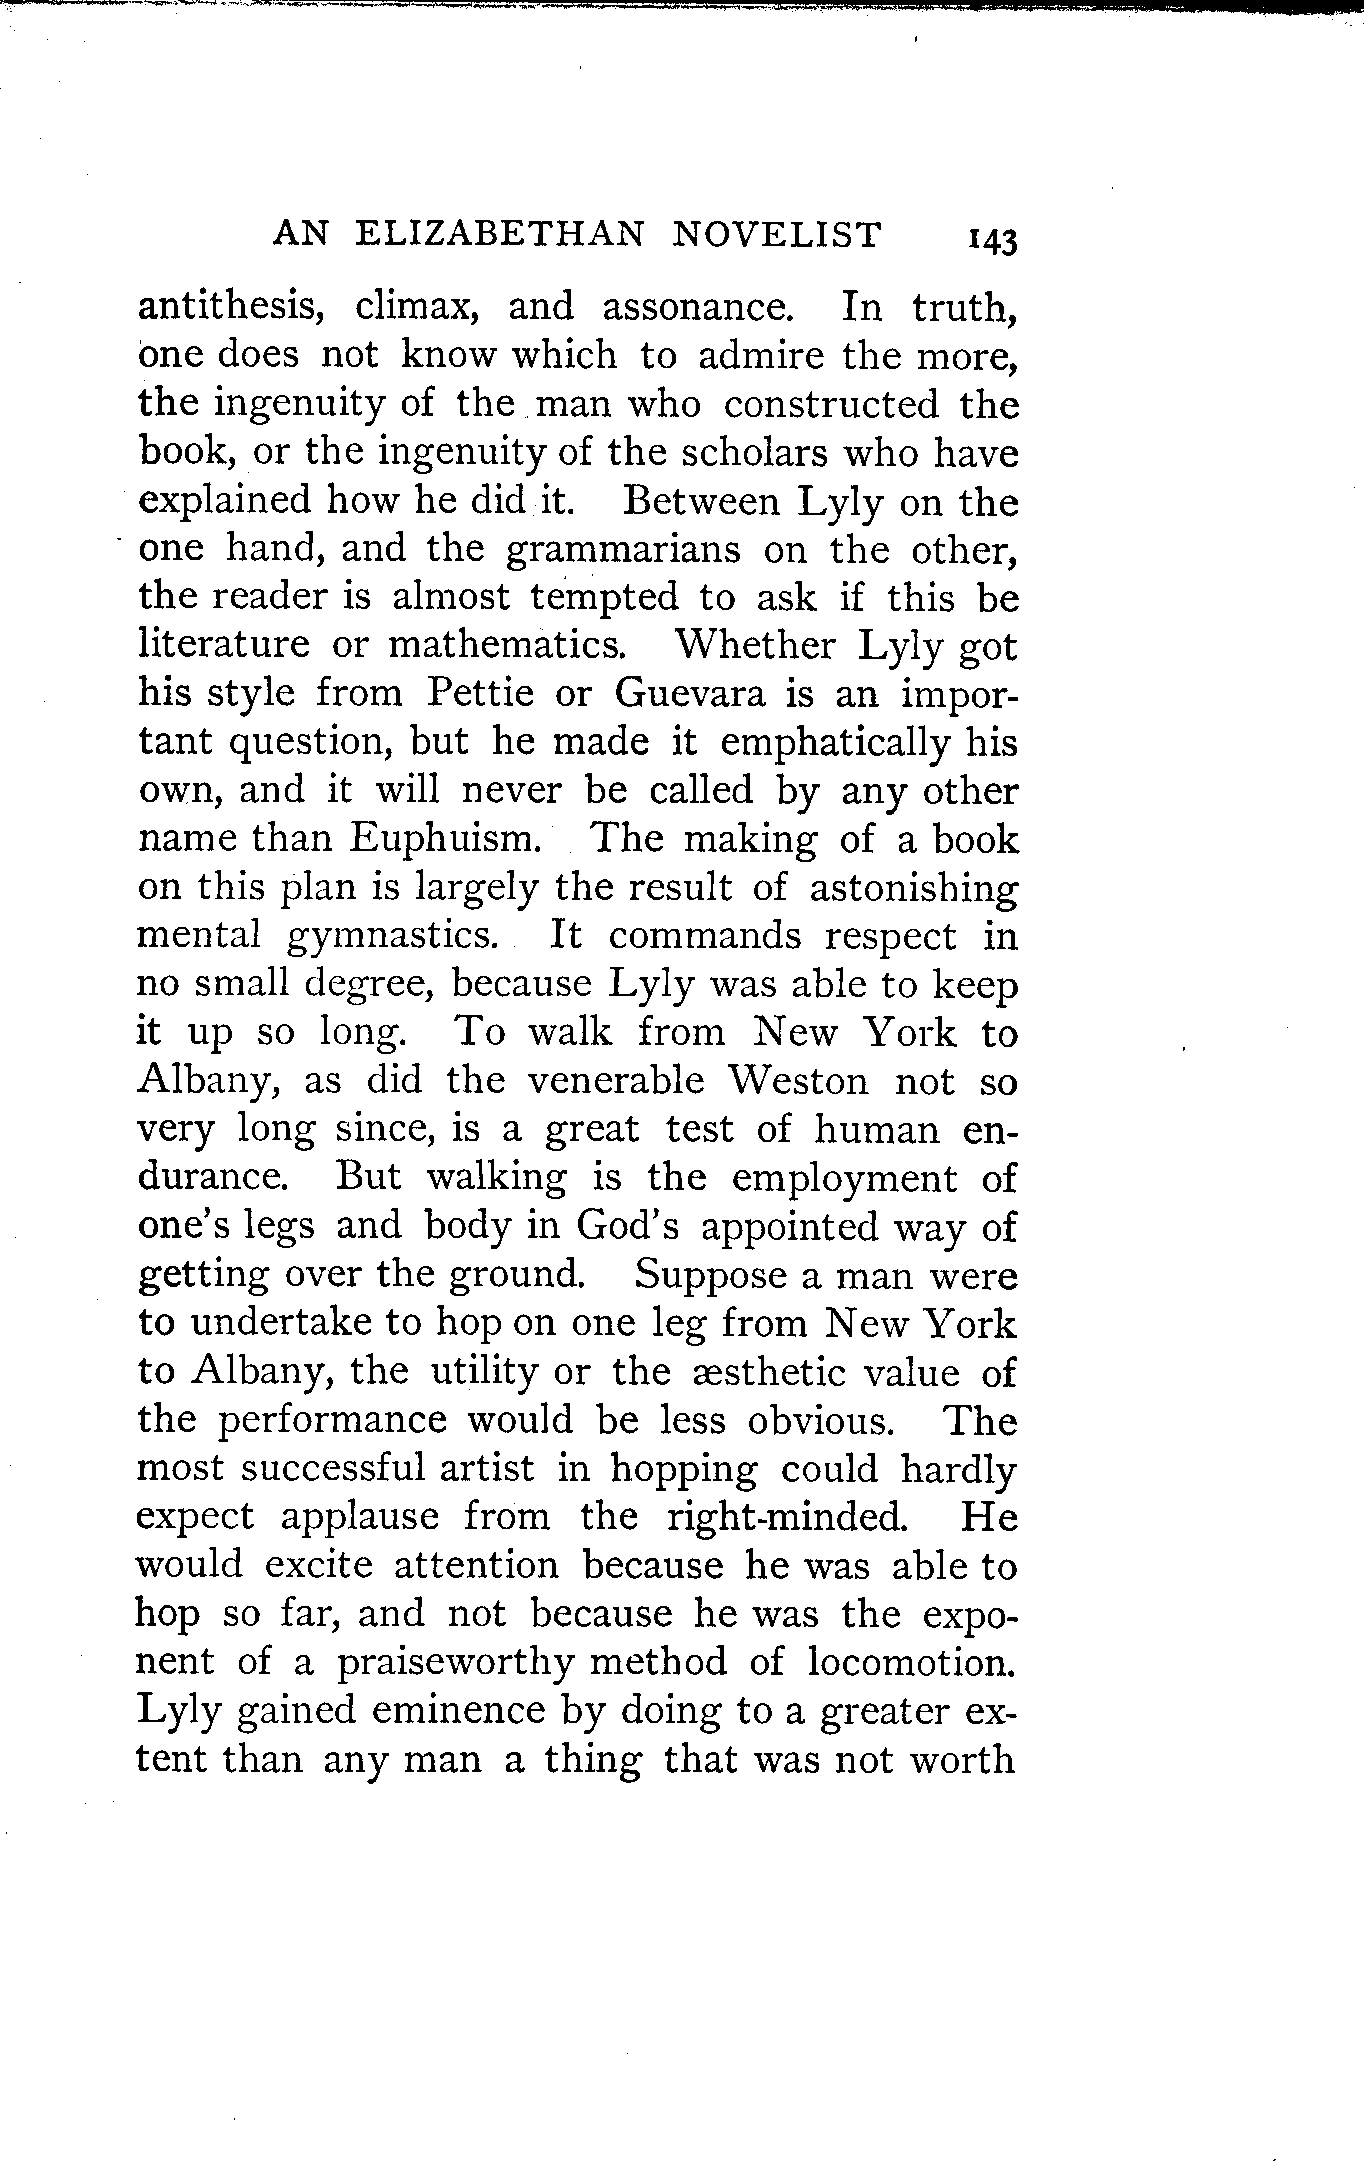 AN ELIZABETHAN NOVELIST 143
antithesis, climax, and assonance. In truth,
one does not know which to admire the more,
the ingenuity of the man who constructed the
book, or the ingenuity of the scholars who have
explained how he did it. Between Lyly on the
one hand, and the grammarians on the other,
the reader is almost tempted to ask if this be
literature or mathematics. Whether Lyly got
his style from Pettie or Guevara is an impor-
tant question, but he made it emphatically his
own, and it will never be called by any other
name than Euphuism. The making of a book
on this plan is largely the result of astonishing
mental gymnastics. It commands respect in
no small degree, because Lyly was able to keep
it up so long. To walk from New York to
Albany, as did the venerable Weston not so
very long since, is a great test of human en-
durance. But walking is the employment of
one's legs and body in God's appointed way of
getting over the ground. Suppose a man were
to undertake to hop on one leg from New York
to Albany, the utility or the æsthetic value of
the performance would be less obvious. The
most successful artist in hopping could hardly
expect applause from the right-minded. He
would excite attention because he was able to
hop so far, and not because he was the expo-
nent of a praiseworthy method of locomotion.
Lyly gained eminence by doing to a greater ex-
tent than any man a thing that was not worth